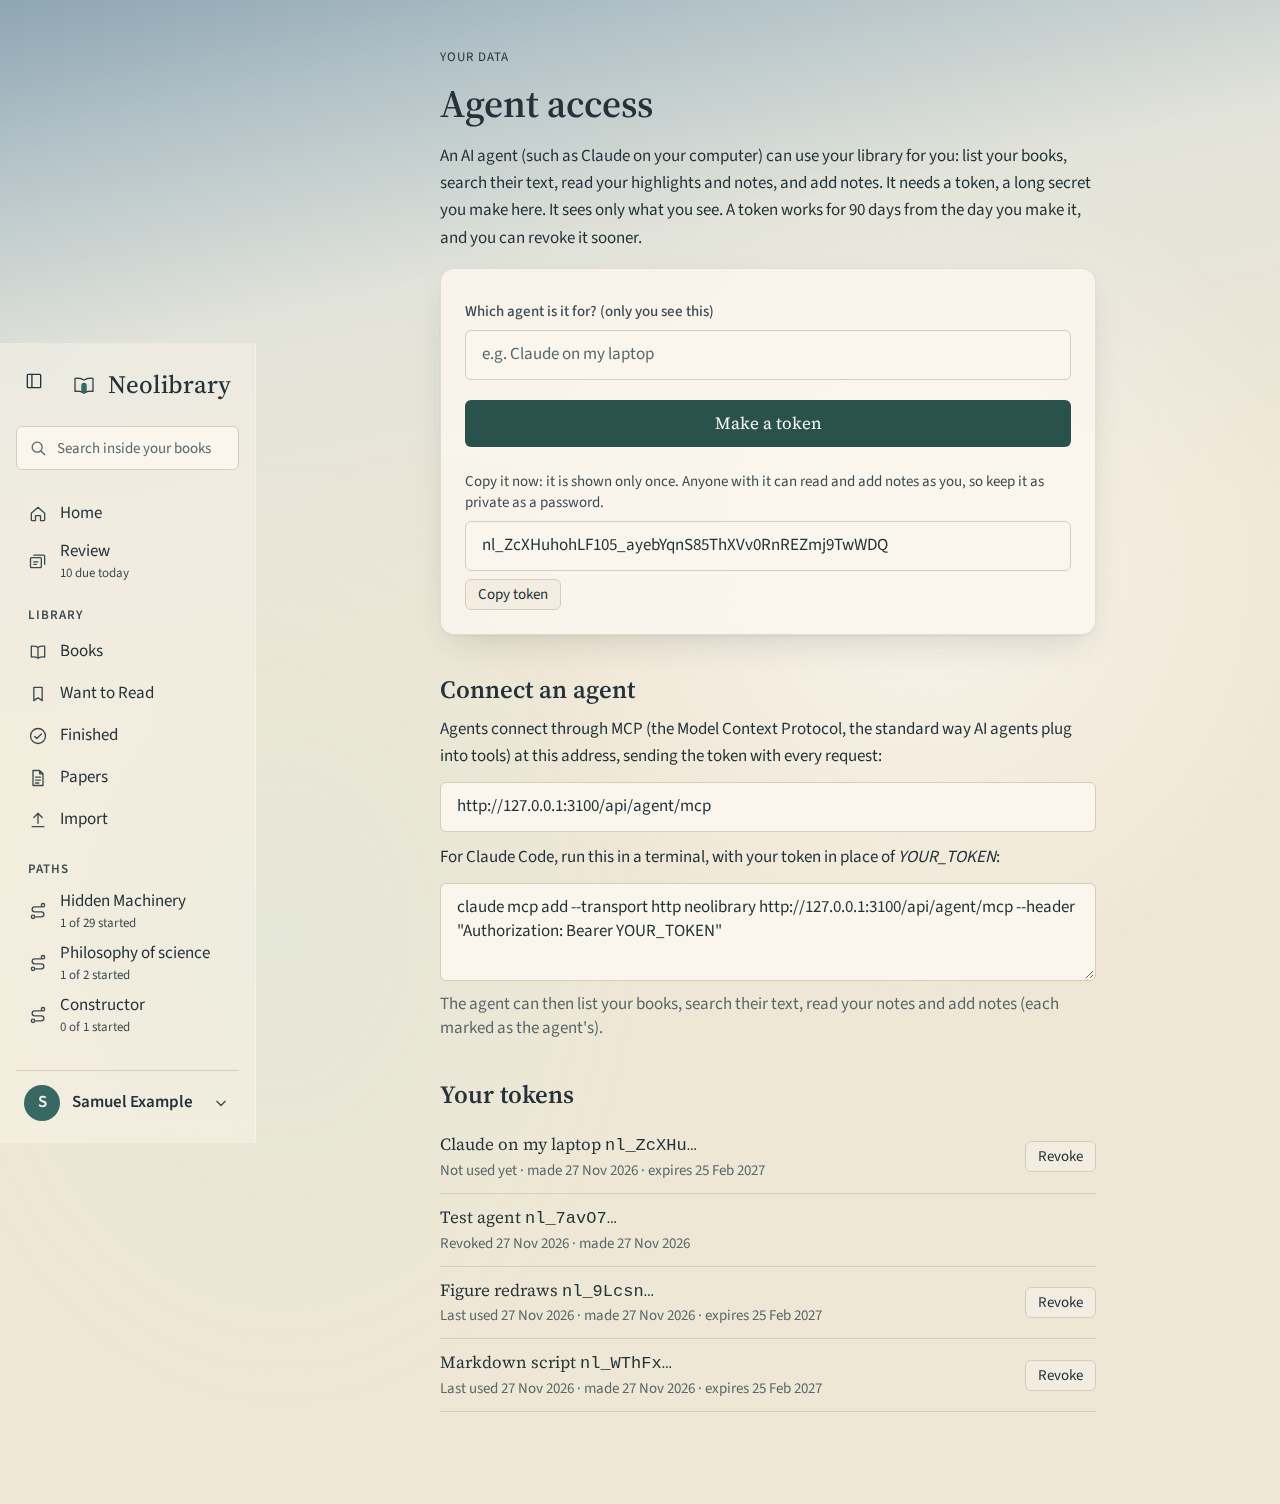 YOUR DATA
Agent access
An AI agent (such as Claude on your computer) can use your library for you: list your books,
search their text, read your highlights and notes, and add notes. It needs a token, a long secret
you make here. It sees only what you see. A token works for 90 days from the day you make it,
and you can revoke it sooner.
Which agent is it for? (only you see this)
e.g. Claude on my laptop
Make a token
Copy it now: it is shown only once. Anyone with it can read and add notes as you, so keep it as
private as a password.
nl_ZcXHuhohLF105_ayebYqnS85ThXVv0RnREZmj9TwWDQ
Copy token
Neolibrary
Search inside your books
Home
Review
10 due today
LIBRARY
Books
Want to Read
Finished
Papers
Import
PATHS
Hidden Machinery
1 of 29 started
Philosophy of science
1 of 2 started
Constructor
0 of 1 started
S
Samuel Example
Connect an agent
Agents connect through MCP (the Model Context Protocol, the standard way AI agents plug
into tools) at this address, sending the token with every request:
http://127.0.0.1:3100/api/agent/mcp
For Claude Code, run this in a terminal, with your token in place of YOUR_TOKEN:
claude mcp add --transport http neolibrary http://127.0.0.1:3100/api/agent/mcp --header
"Authorization: Bearer YOUR_TOKEN"
The agent can then list your books, search their text, read your notes and add notes (each
marked as the agent's).
Your tokens
Claude on my laptop nl_ZcXHu…
Not used yet · made 27 Nov 2026 · expires 25 Feb 2027
Revoke
Test agent nl_7avO7…
Revoked 27 Nov 2026 · made 27 Nov 2026
Figure redraws nl_9Lcsn…
Last used 27 Nov 2026 · made 27 Nov 2026 · expires 25 Feb 2027
Revoke
Markdown script nl_WThFx…
Last used 27 Nov 2026 · made 27 Nov 2026 · expires 25 Feb 2027
Revoke